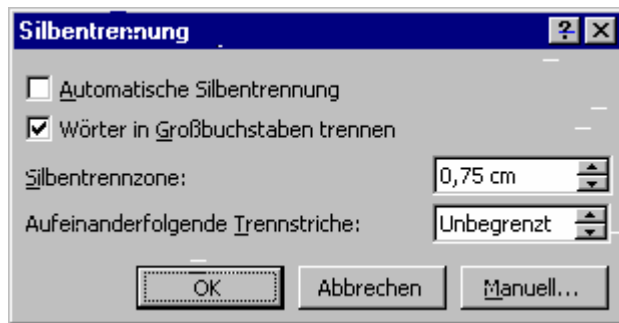 Silbentrennung
Automatische Silbentrennung
Wörter in Großbuchstaben trennen
Silbentrennzone: 0,75 cm
Aufeinanderfolgende Trennstriche: Unbegrenzt
OK Abbrechen Manuell...